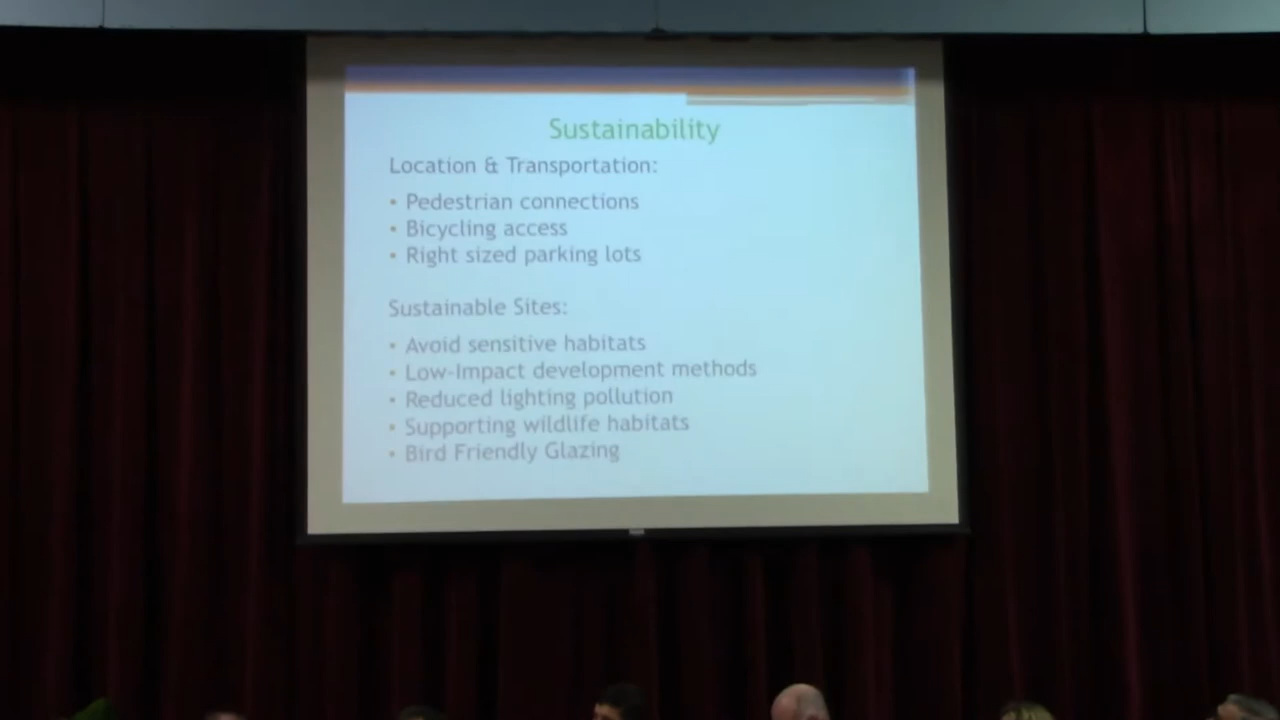 Sustainability
Location & Transportation:
• Pedestrian connections
• Bicycling access
• Right sized parking lots
Sustainable Sites:
• Avoid sensitive habitats
• Low-Impact development methods
• Reduced lighting pollution
• Supporting wildlife habitats
• Bird Friendly Glazing